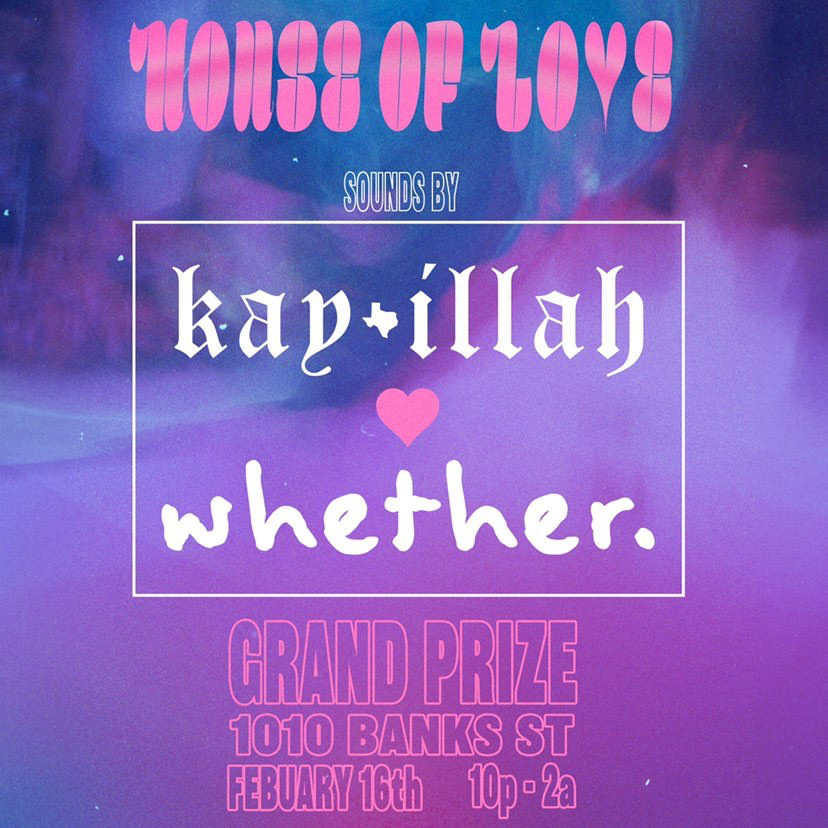 HOUSE OF LOVE
SOUNDS BY
kay illah
whether.
GRAND PRIZE
1010 BANKS ST
FEBUARY 16th 10p - 2a